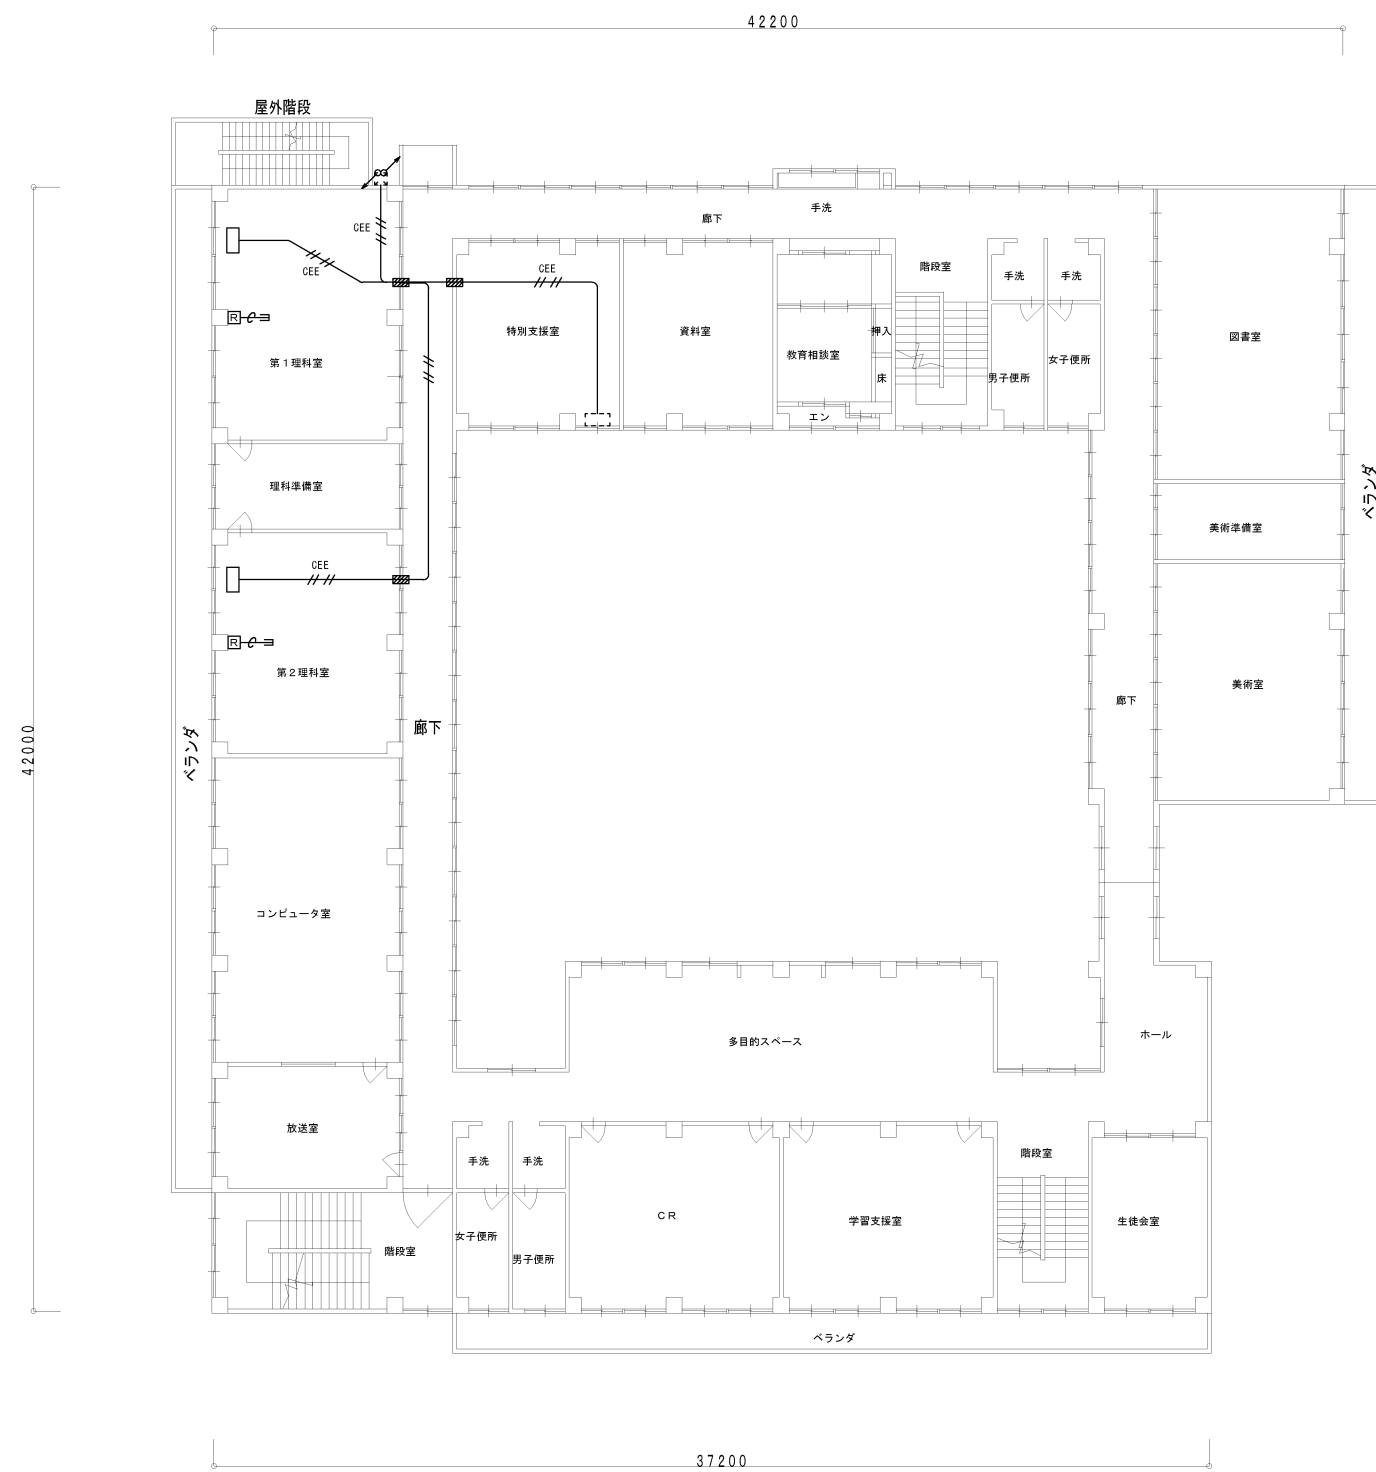 42200
屋外階段
手洗
廊下
CEE
CEE
CEE
階段室
手洗
手洗
R
特別支援室
資料室
押入
図書室
教育相談室
女子便所
第1理科室
床
男子便所
エン
理科準備室
ベランダ
美術準備室
CEE
R
第2理科室
美術室
廊下
廊下
ベランダ
42000
コンピュータ室
ホール
多目的スペース
放送室
手洗
手洗
階段室
CR
学習支援室
生徒会室
女子便所
階段室
男子便所
ベランダ
37200